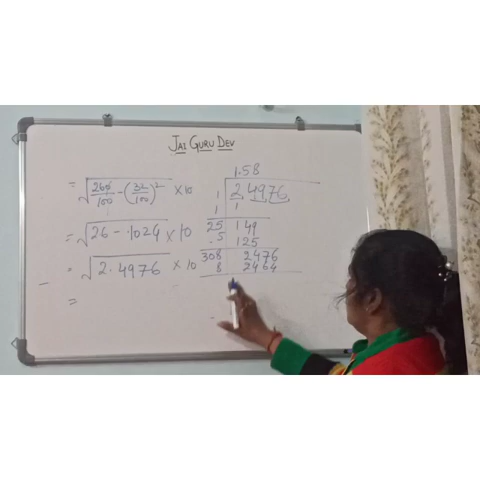 JAI GURU DEV
= √260/100 - (32/100)² × 10
= √26 - .1024 × 10
= √2.4976 × 10
=
1.58
1 | 2.4976
1 | 1
25 | 149
5 | 125
308 | 2476
8 | 2464